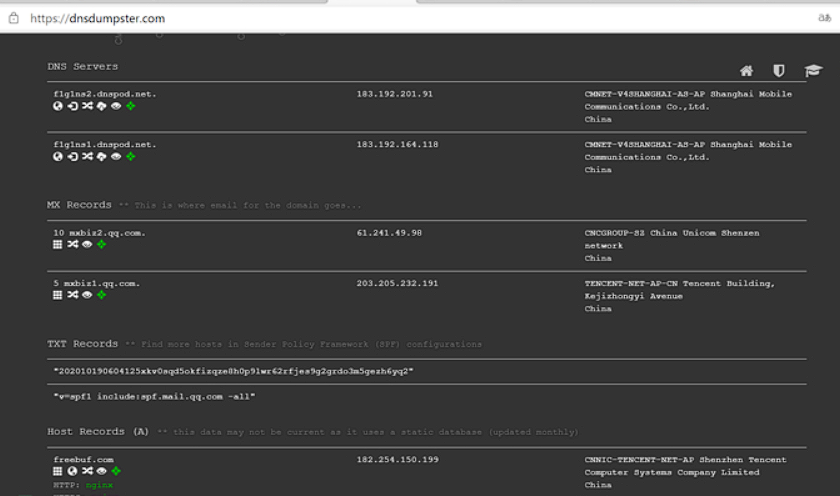 https://dnsdumpster.com
DNS Servers
f1g1ns2.dnspod.net.
183.192.201.91
CMNET-V4SHANGHAI-AS-AP Shanghai Mobile
Communications Co.,Ltd.
China
f1g1ns1.dnspod.net.
183.192.164.118
CMNET-V4SHANGHAI-AS-AP Shanghai Mobile
Communications Co.,Ltd.
China
MX Records ** This is where email for the domain goes...
10 mxbiz2.qq.com.
61.241.49.98
CNCGROUP-SZ China Unicom Shenzen
network
China
5 mxbiz1.qq.com.
203.205.232.191
TENCENT-NET-AP-CN Tencent Building,
Kejizhongyi Avenue
China
TXT Records ** Find more hosts in Sender Policy Framework (SPF) configurations
"v=spf1 include:spf.mail.qq.com -all"
Host Records (A) ** this data may not be current as it uses a static database (updated monthly)
freebuf.com
182.254.150.199
CNNIC-TENCENT-NET-AP Shenzhen Tencent
Computer Systems Company Limited
China
HTTP: nginx